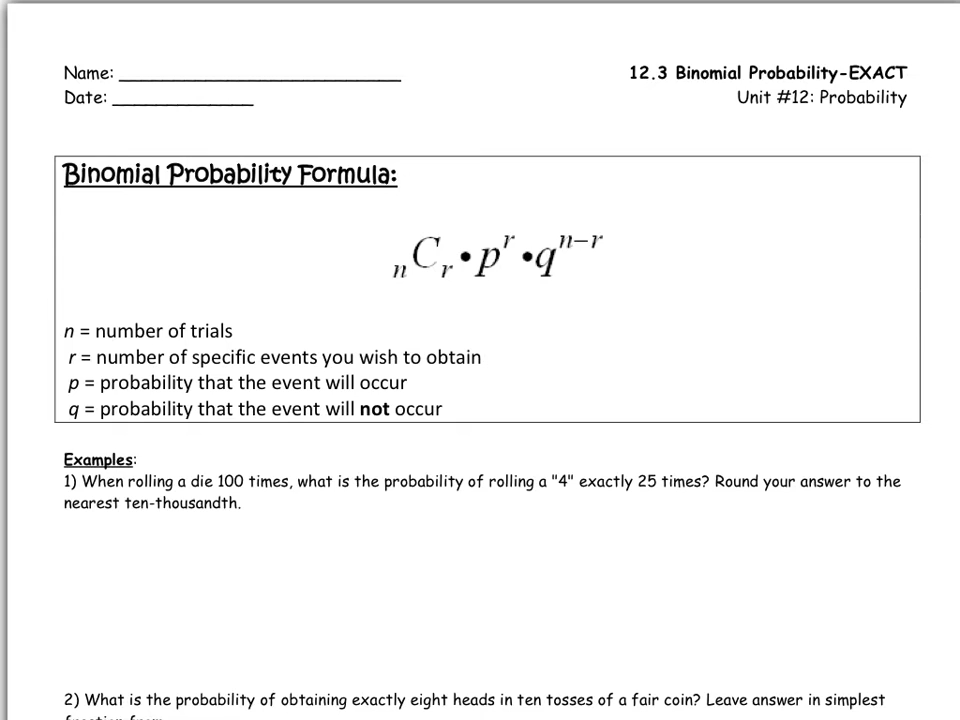 Name: ___________________________
12.3 Binomial Probability-EXACT
Date: ______________
Unit #12: Probability
Binomial Probability Formula:
ₙCᵣ•pʳ•qⁿ⁻ʳ
n = number of trials
r = number of specific events you wish to obtain
p = probability that the event will occur
q = probability that the event will not occur
Examples:
1) When rolling a die 100 times, what is the probability of rolling a "4" exactly 25 times? Round your answer to the
nearest ten-thousandth.
2) What is the probability of obtaining exactly eight heads in ten tosses of a fair coin? Leave answer in simplest